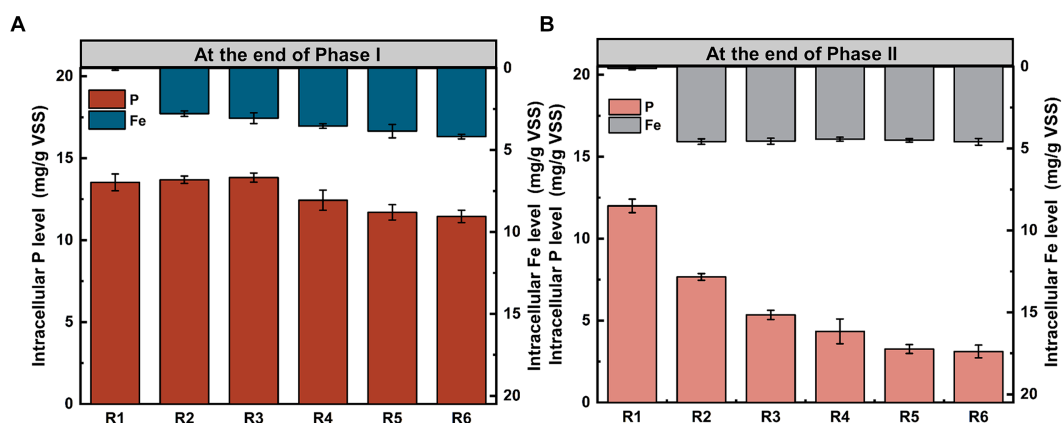 A
At the end of Phase I
Intracellular P level (mg/g VSS)
20
15
10
5
0
P
Fe
0
5
10
15
20
Intracellular Fe level (mg/g VSS)
R1 R2 R3 R4 R5 R6
B
At the end of Phase II
Intracellular P level (mg/g VSS)
20
15
10
5
0
P
Fe
0
5
10
15
20
Intracellular Fe level (mg/g VSS)
R1 R2 R3 R4 R5 R6